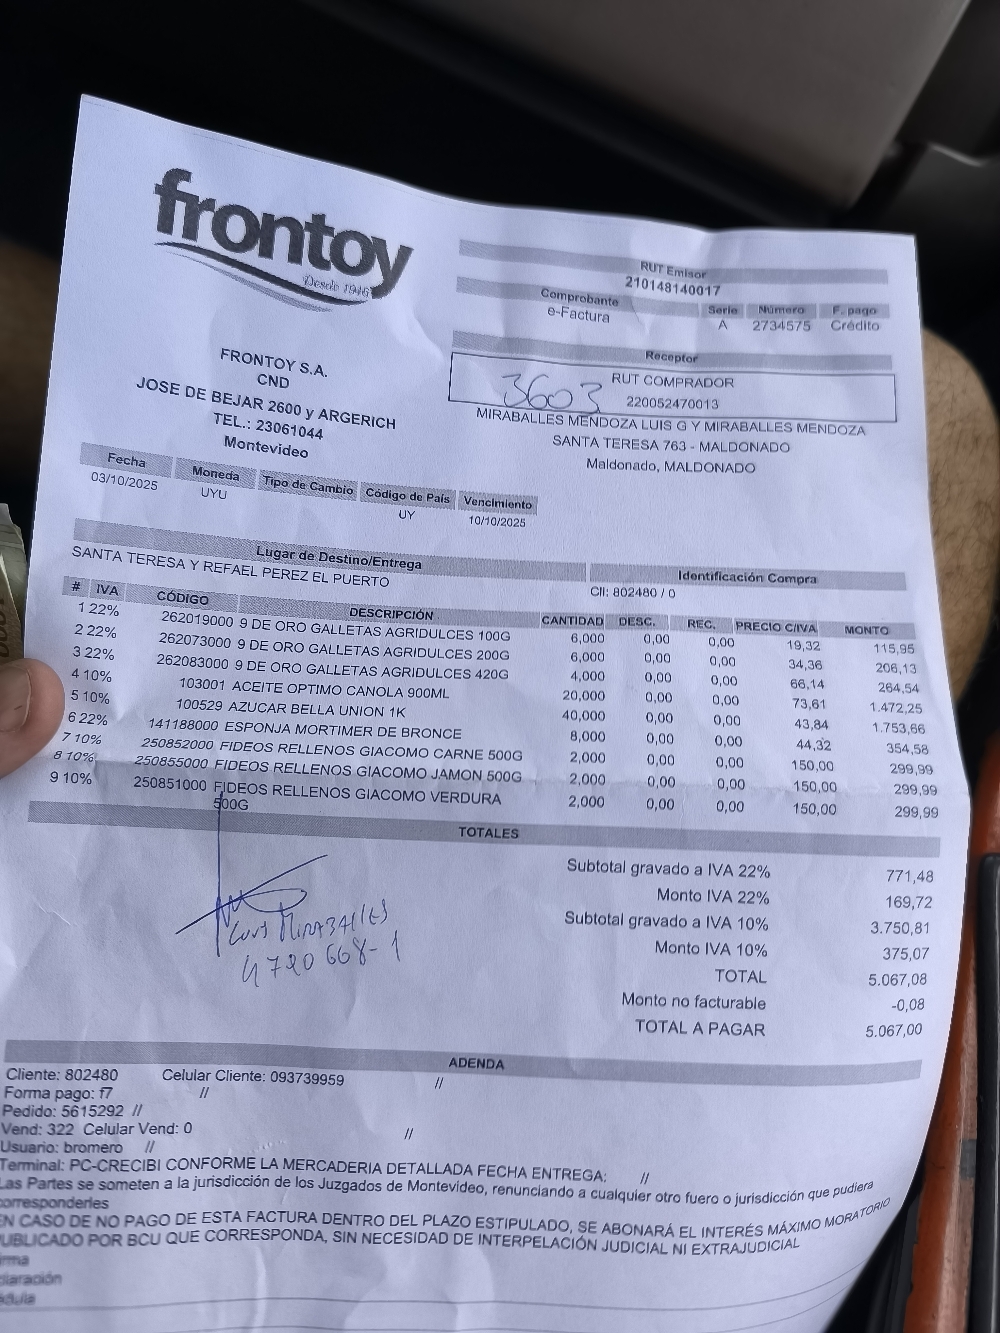 frontoy
Desde 1946
RUT Emisor
210148140017
Comprobante Serie Número F. pago
e-Factura A 2734575 Crédito
Receptor
3603 RUT COMPRADOR
220052470013
MIRABALLES MENDOZA LUIS G Y MIRABALLES MENDOZA
SANTA TERESA 763 - MALDONADO
Maldonado, MALDONADO
FRONTOY S.A.
CND
JOSE DE BEJAR 2600 y ARGERICH
TEL.: 23061044
Montevideo
Fecha Moneda Tipo de Cambio Código de País Vencimiento
03/10/2025 UYU UY 10/10/2025
Lugar de Destino/Entrega Identificación Compra
SANTA TERESA Y REFAEL PEREZ EL PUERTO CII: 802480 / 0
# IVA CÓDIGO DESCRIPCIÓN CANTIDAD DESC. REC. PRECIO C/IVA MONTO
1 22% 262019000 9 DE ORO GALLETAS AGRIDULCES 100G 6,000 0,00 0,00 19,32 115,95
2 22% 262073000 9 DE ORO GALLETAS AGRIDULCES 200G 6,000 0,00 0,00 34,36 206,13
3 22% 262083000 9 DE ORO GALLETAS AGRIDULCES 420G 4,000 0,00 0,00 66,14 264,54
4 10% 103001 ACEITE OPTIMO CANOLA 900ML 20,000 0,00 0,00 73,61 1.472,25
5 10% 100529 AZUCAR BELLA UNION 1K 40,000 0,00 0,00 43,84 1.753,66
6 22% 141188000 ESPONJA MORTIMER DE BRONCE 8,000 0,00 0,00 44,32 354,58
7 10% 250852000 FIDEOS RELLENOS GIACOMO CARNE 500G 2,000 0,00 0,00 150,00 299,99
8 10% 250855000 FIDEOS RELLENOS GIACOMO JAMON 500G 2,000 0,00 0,00 150,00 299,99
9 10% 250851000 FIDEOS RELLENOS GIACOMO VERDURA 2,000 0,00 0,00 150,00 299,99
500G
TOTALES
Subtotal gravado a IVA 22% 771,48
Monto IVA 22% 169,72
Subtotal gravado a IVA 10% 3.750,81
Monto IVA 10% 375,07
TOTAL 5.067,08
Monto no facturable -0,08
TOTAL A PAGAR 5.067,00
Luis MIRABALLES
4720 668-1
ADENDA
Cliente: 802480 Celular Cliente: 093739959 //
Forma pago: f7 //
Pedido: 5615292 //
Vend: 322 Celular Vend: 0 //
Usuario: bromero //
Terminal: PC-CRECIBI CONFORME LA MERCADERIA DETALLADA FECHA ENTREGA: //
Las Partes se someten a la jurisdicción de los Juzgados de Montevideo, renunciando a cualquier otro fuero o jurisdicción que pudiera
corresponderles
EN CASO DE NO PAGO DE ESTA FACTURA DENTRO DEL PLAZO ESTIPULADO, SE ABONARÁ EL INTERÉS MÁXIMO MORATORIO
PUBLICADO POR BCU QUE CORRESPONDA, SIN NECESIDAD DE INTERPELACIÓN JUDICIAL NI EXTRAJUDICIAL